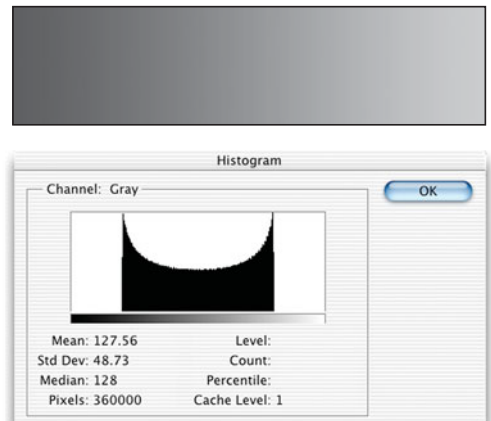 Histogram
Channel: Gray
OK
Mean: 127.56 Level:
Std Dev: 48.73 Count:
Median: 128 Percentile:
Pixels: 360000 Cache Level: 1